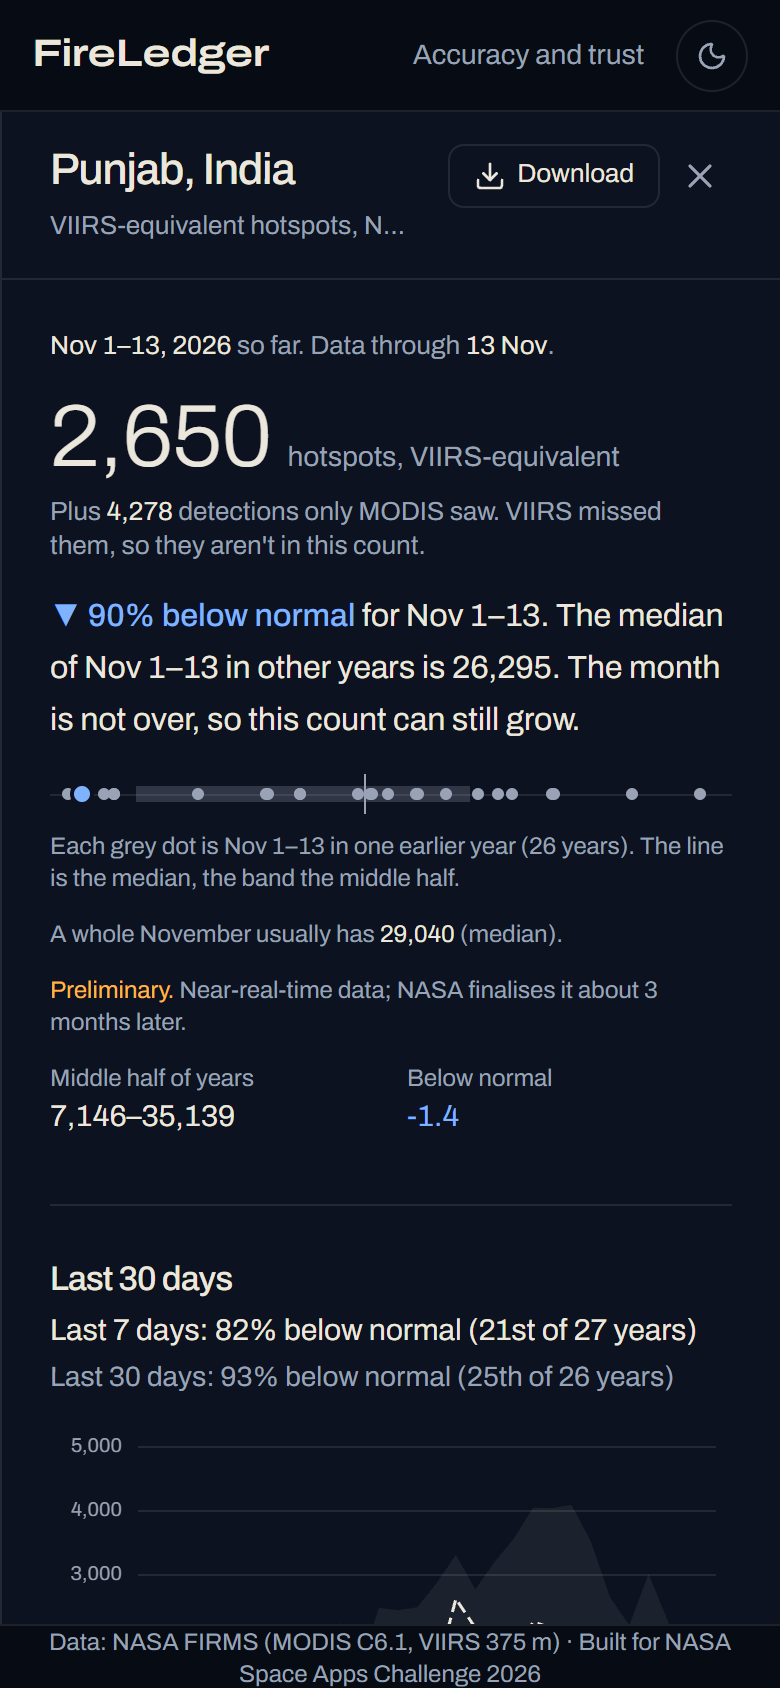 FireLedger
Accuracy and trust
Punjab, India
Download
VIIRS-equivalent hotspots, N...
Nov 1–13, 2026 so far. Data through 13 Nov.
2,650 hotspots, VIIRS-equivalent
Plus 4,278 detections only MODIS saw. VIIRS missed
them, so they aren't in this count.
▼ 90% below normal for Nov 1–13. The median
of Nov 1–13 in other years is 26,295. The month
is not over, so this count can still grow.
Each grey dot is Nov 1–13 in one earlier year (26 years). The line
is the median, the band the middle half.
A whole November usually has 29,040 (median).
Preliminary. Near-real-time data; NASA finalises it about 3
months later.
Middle half of years
7,146–35,139
Below normal
-1.4
Last 30 days
Last 7 days: 82% below normal (21st of 27 years)
Last 30 days: 93% below normal (25th of 26 years)
5,000
4,000
3,000
Data: NASA FIRMS (MODIS C6.1, VIIRS 375 m) · Built for NASA
Space Apps Challenge 2026